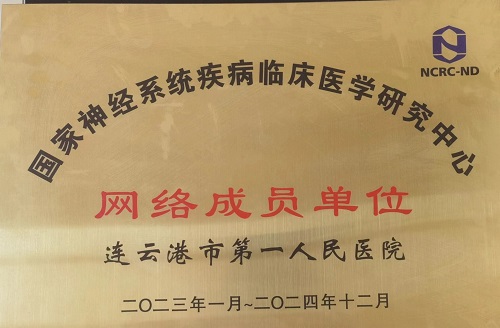 NCRC-ND
国家神经系统疾病临床医学研究中心
网络成员单位
连云港市第一人民医院
二〇二三年一月~二〇二四年十二月